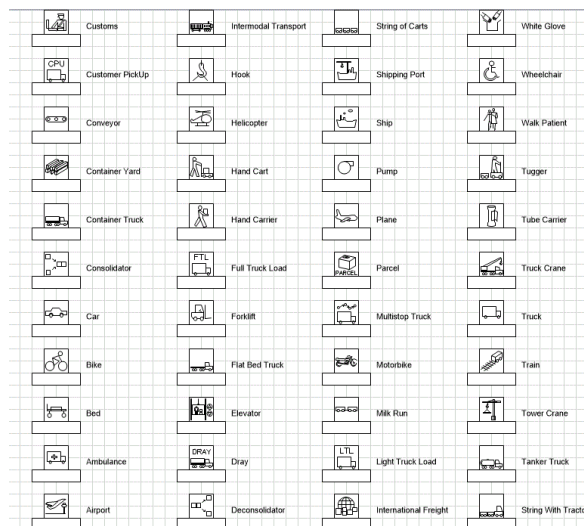 Customs
Intermodal Transport
String of Carts
White Glove
CPU
Customer PickUp
Hook
Shipping Port
Wheelchair
Conveyor
Helicopter
Ship
Walk Patient
Container Yard
Hand Cart
Pump
Tugger
Container Truck
Hand Carrier
Plane
Tube Carrier
Consolidator
FTL
Full Truck Load
PARCEL
Parcel
Truck Crane
Car
Forklift
Multistop Truck
Truck
Bike
Flat Bed Truck
Motorbike
Train
Bed
Elevator
Milk Run
Tower Crane
Ambulance
DRAY
Dray
LTL
Light Truck Load
Tanker Truck
Airport
Deconsolidator
International Freight
String With Tract